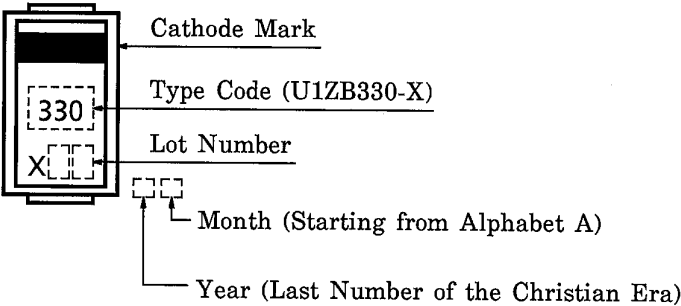 Cathode Mark
Type Code (U1ZB330-X)
330
Lot Number
X
Month (Starting from Alphabet A)
Year (Last Number of the Christian Era)